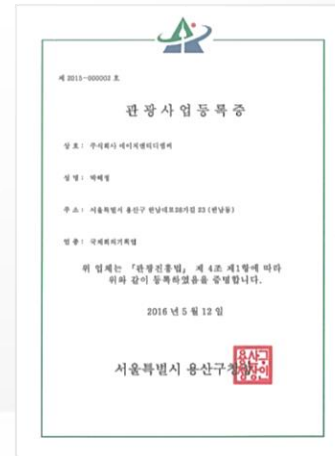 제 2015-000002 호
관광사업등록증
상 호 : 주식회사 에이치앤디디컴퍼
성 명 : 박혜정
주 소 : 서울특별시 용산구 한남대로28가길 23 (한남동)
업 종 : 국제회의기획업
위 업체는 「관광진흥법」 제 4조 제1항에 따라
위와 같이 등록하였음을 증명합니다.
2016 년 5 월 12 일
서울특별시 용산구청장